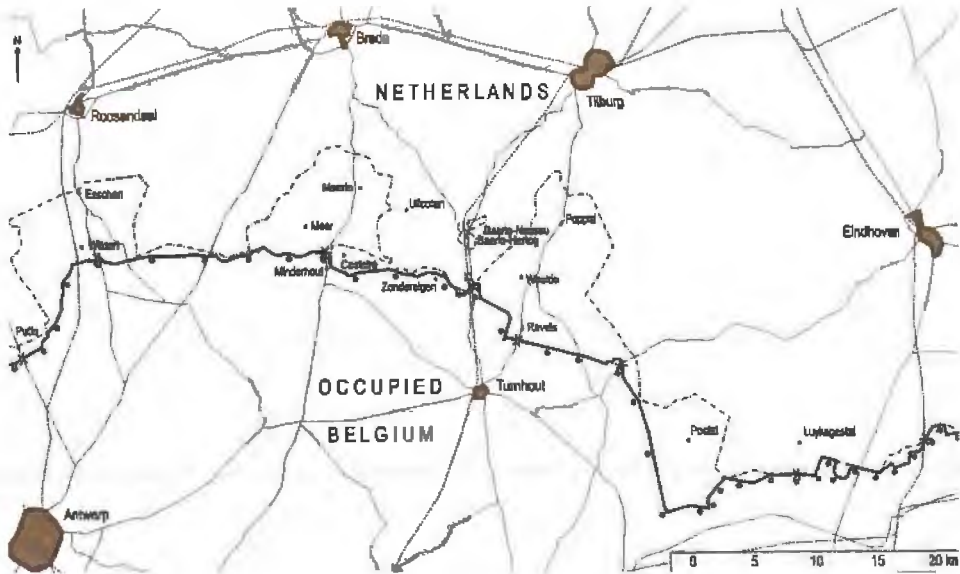 N
Breda
NETHERLANDS
Tilburg
Roosendaal
Esschen
Meerle
Ulicoten
Poppel
Meer
Baarle-Nassau
Baarle-Hertog
Eindhoven
Minderhout
Castelré
Zondereigen
Weelde
Putte
Ravels
OCCUPIED
Turnhout
BELGIUM
Postel
Luyksgestel
Antwerp
0 5 10 15 20 km